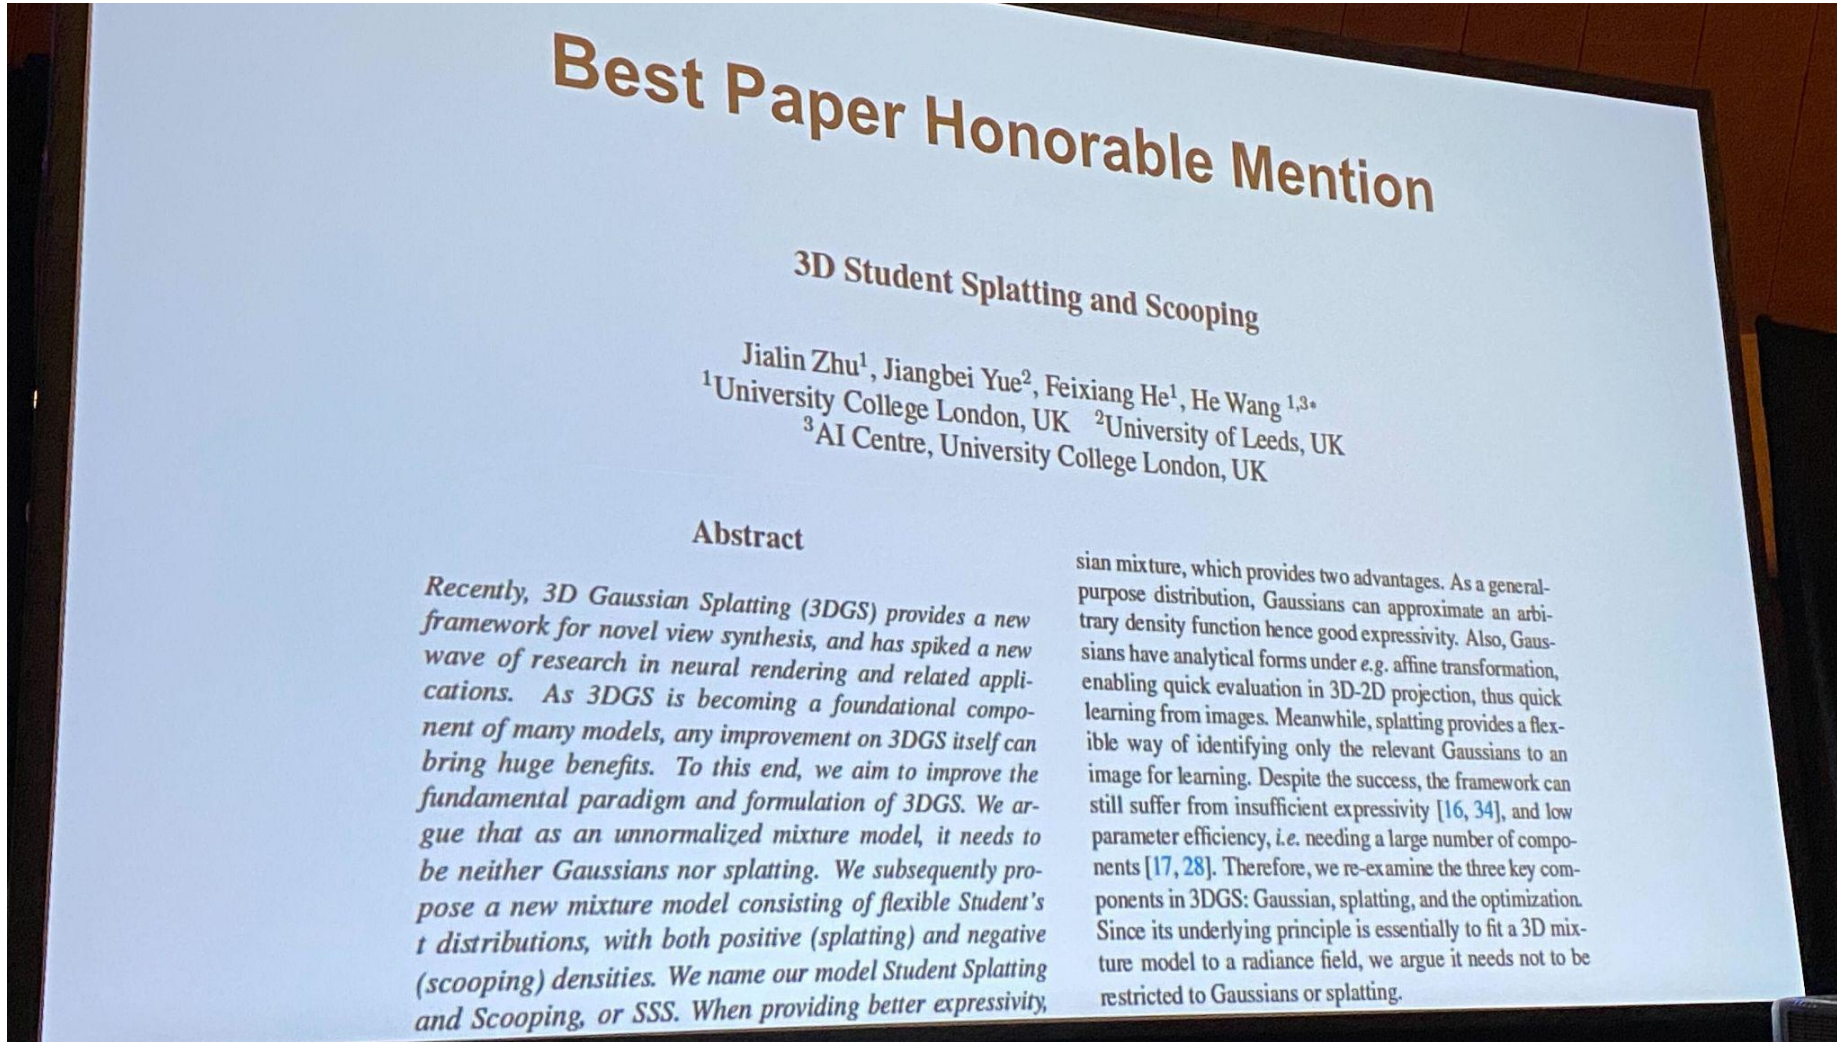 Best Paper Honorable Mention
3D Student Splatting and Scooping
Jialin Zhu1, Jiangbei Yue2, Feixiang He1, He Wang 1,3*
1University College London, UK 2University of Leeds, UK
3AI Centre, University College London, UK
Abstract
Recently, 3D Gaussian Splatting (3DGS) provides a new
framework for novel view synthesis, and has spiked a new
wave of research in neural rendering and related appli-
cations. As 3DGS is becoming a foundational compo-
nent of many models, any improvement on 3DGS itself can
bring huge benefits. To this end, we aim to improve the
fundamental paradigm and formulation of 3DGS. We ar-
gue that as an unnormalized mixture model, it needs to
be neither Gaussians nor splatting. We subsequently pro-
pose a new mixture model consisting of flexible Student's
t distributions, with both positive (splatting) and negative
(scooping) densities. We name our model Student Splatting
and Scooping, or SSS. When providing better expressivity,
sian mixture, which provides two advantages. As a general-
purpose distribution, Gaussians can approximate an arbi-
trary density function hence good expressivity. Also, Gaus-
sians have analytical forms under e.g. affine transformation,
enabling quick evaluation in 3D-2D projection, thus quick
learning from images. Meanwhile, splatting provides a flex-
ible way of identifying only the relevant Gaussians to an
image for learning. Despite the success, the framework can
still suffer from insufficient expressivity [16, 34], and low
parameter efficiency, i.e. needing a large number of compo-
nents [17, 28]. Therefore, we re-examine the three key com-
ponents in 3DGS: Gaussian, splatting, and the optimization.
Since its underlying principle is essentially to fit a 3D mix-
ture model to a radiance field, we argue it needs not to be
restricted to Gaussians or splatting.